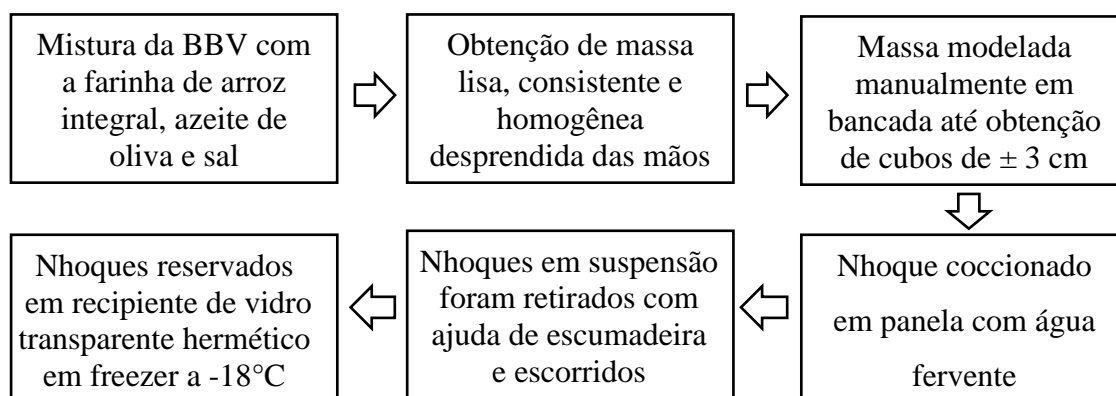 Mistura da BBV com
a farinha de arroz
integral, azeite de
oliva e sal
Obtenção de massa
lisa, consistente e
homogênea
desprendida das mãos
Massa modelada
manualmente em
bancada até obtenção
de cubos de ± 3 cm
Nhoque coccionado
em panela com água
fervente
Nhoques em suspensão
foram retirados com
ajuda de escumadeira
e escorridos
Nhoques reservados
em recipiente de vidro
transparente hermético
em freezer a -18°C